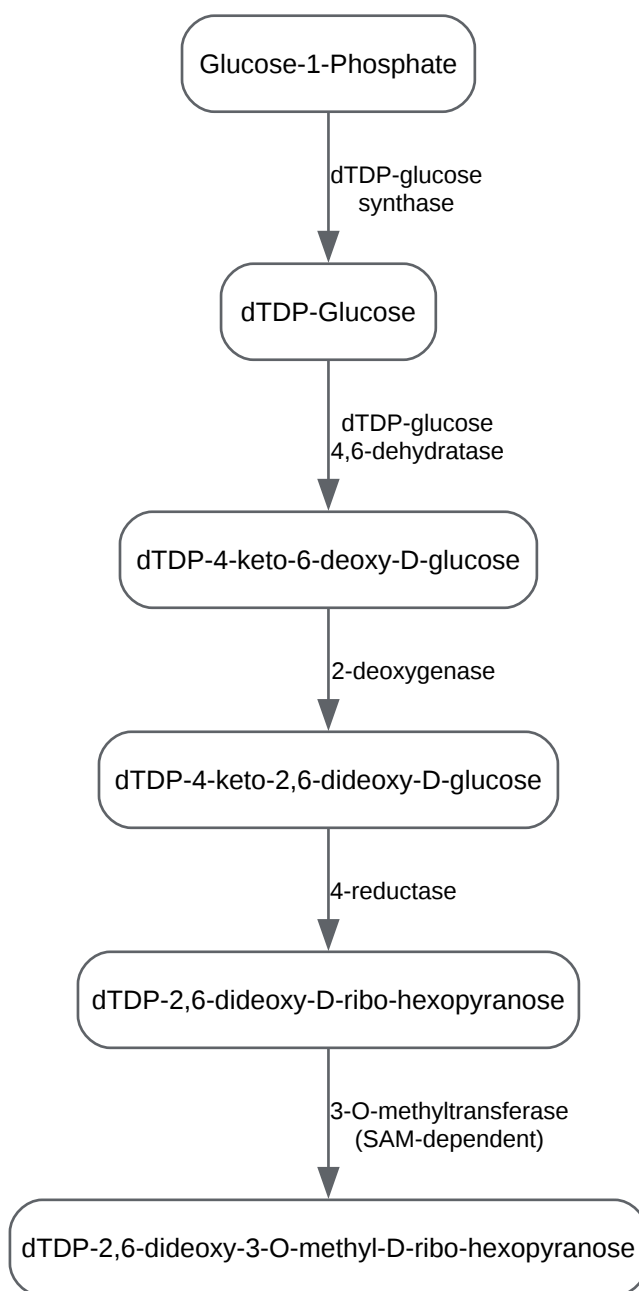 Glucose-1-Phosphate
dTDP-glucose
synthase
dTDP-Glucose
dTDP-glucose
4,6-dehydratase
dTDP-4-keto-6-deoxy-D-glucose
2-deoxygenase
dTDP-4-keto-2,6-dideoxy-D-glucose
4-reductase
dTDP-2,6-dideoxy-D-ribo-hexopyranose
3-O-methyltransferase
(SAM-dependent)
dTDP-2,6-dideoxy-3-O-methyl-D-ribo-hexopyranose